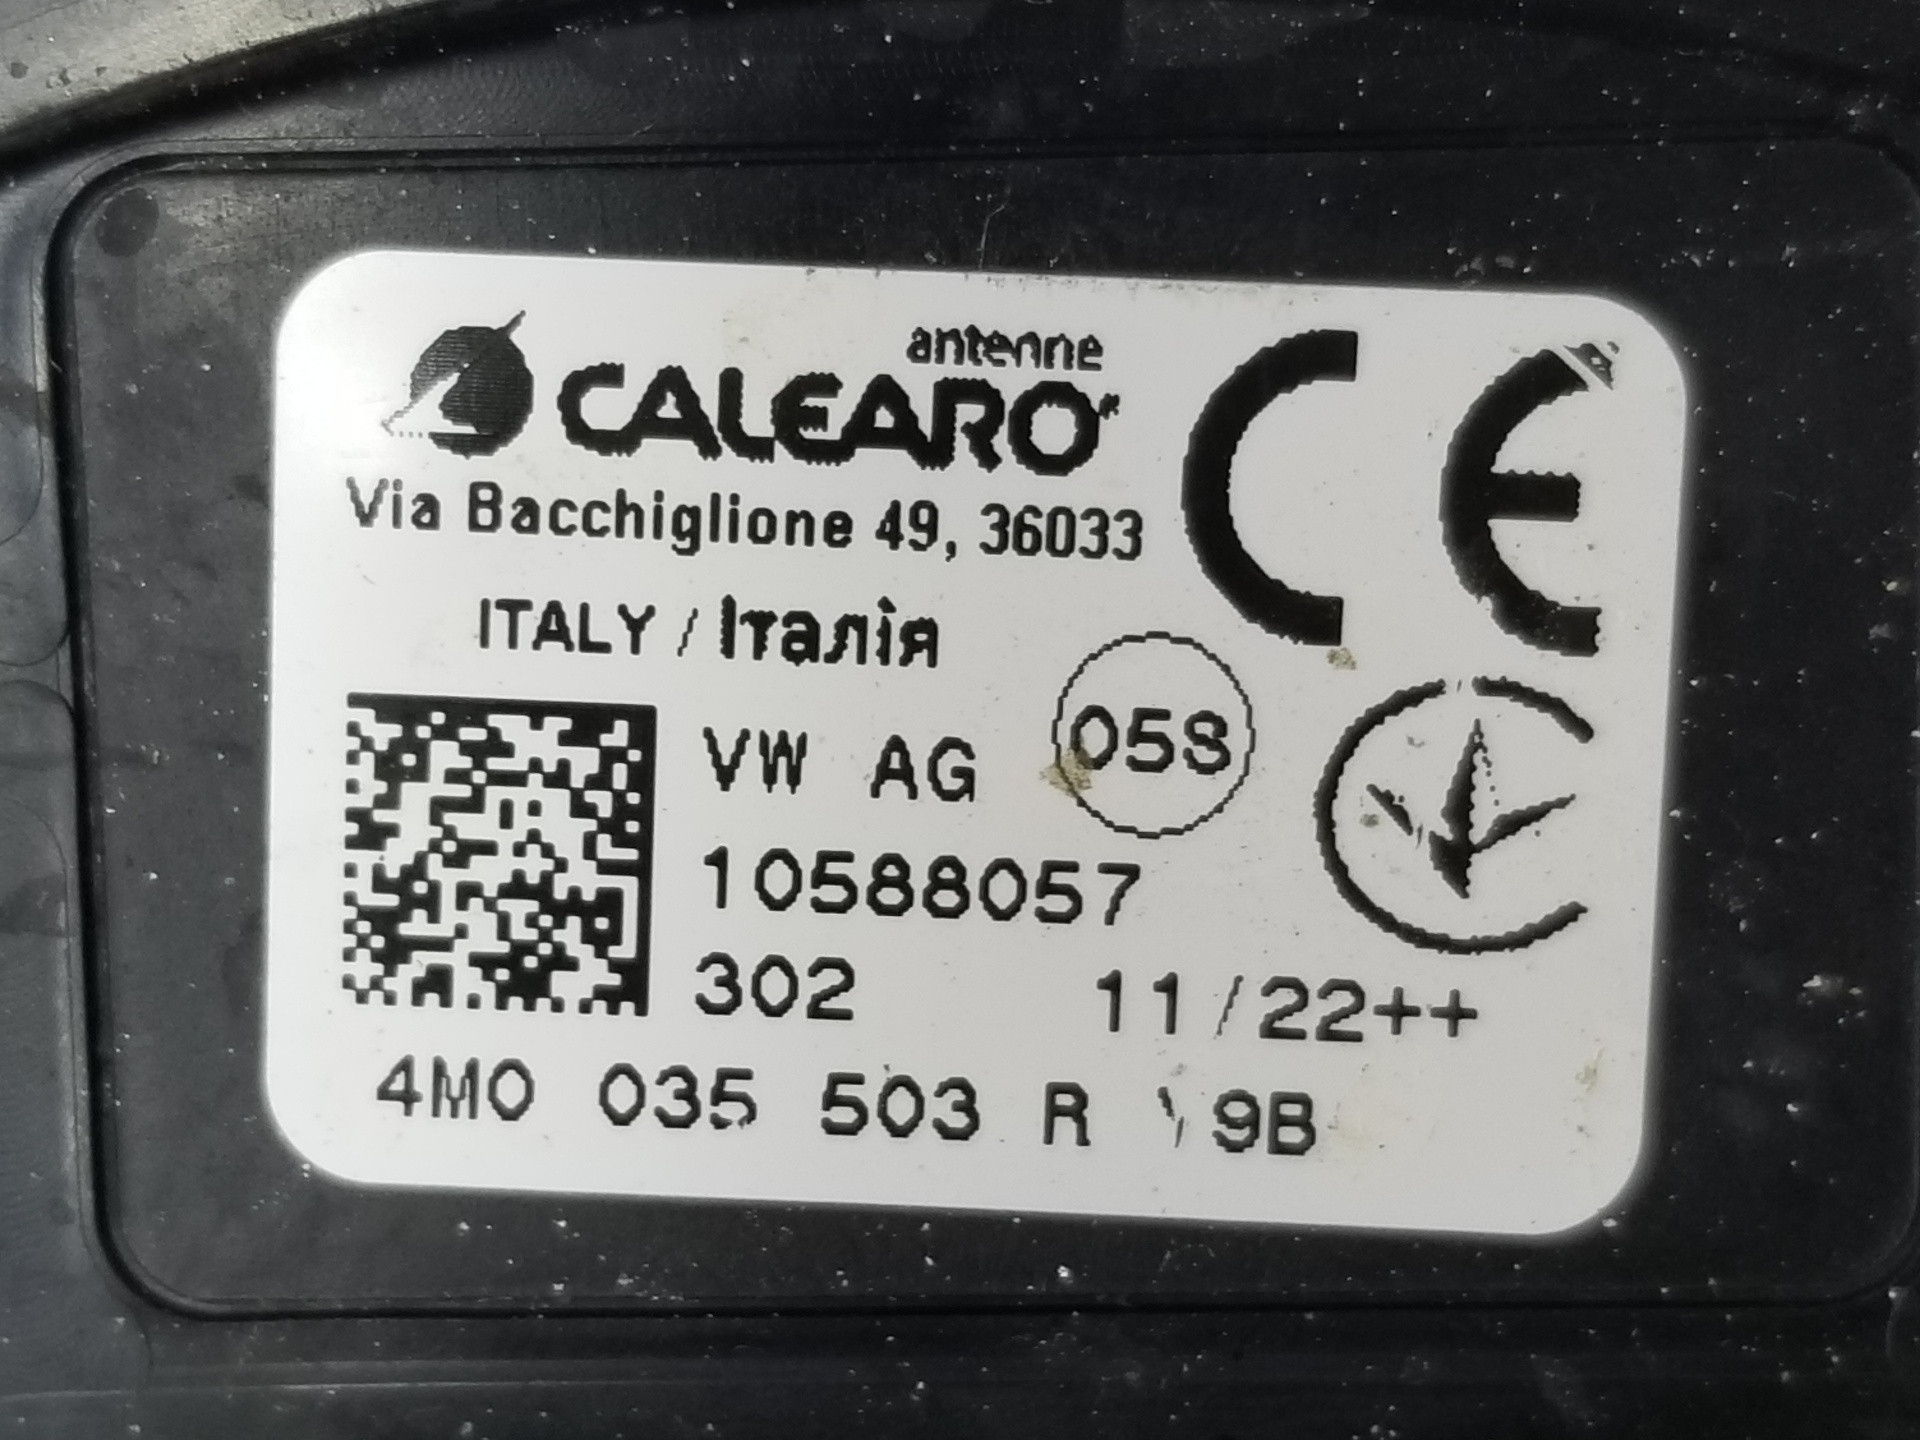 antenne
CALEARO®
Via Bacchiglione 49, 36033
ITALY / Італія
CE
VW AG 05S
10588057
302 11/22++
4M0 035 503 R 9B